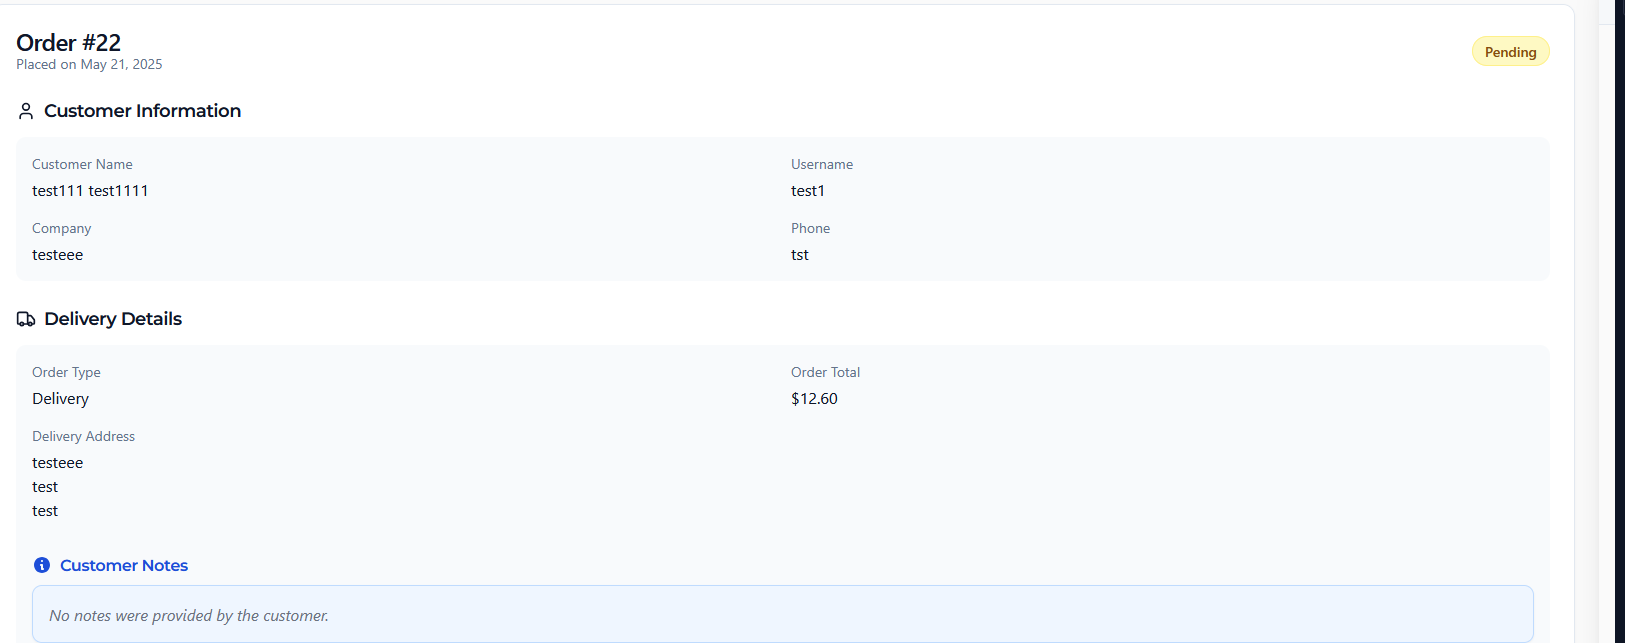 Order #22
Placed on May 21, 2025
Pending
Customer Information
Customer Name
test111 test1111
Username
test1
Company
testeee
Phone
tst
Delivery Details
Order Type
Delivery
Order Total
$12.60
Delivery Address
testeee
test
test
Customer Notes
No notes were provided by the customer.